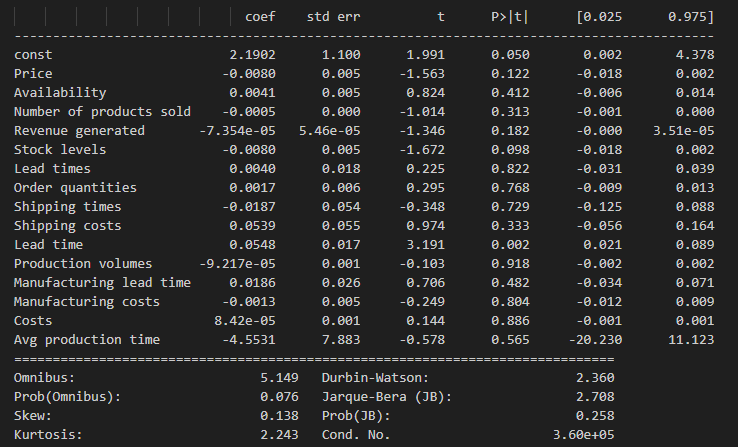 coef std err t P>|t| [0.025 0.975]
------------------------------------------------------------------------------------------
const 2.1902 1.100 1.991 0.050 0.002 4.378
Price -0.0080 0.005 -1.563 0.122 -0.018 0.002
Availability 0.0041 0.005 0.824 0.412 -0.006 0.014
Number of products sold -0.0005 0.000 -1.014 0.313 -0.001 0.000
Revenue generated -7.354e-05 5.46e-05 -1.346 0.182 -0.000 3.51e-05
Stock levels -0.0080 0.005 -1.672 0.098 -0.018 0.002
Lead times 0.0040 0.018 0.225 0.822 -0.031 0.039
Order quantities 0.0017 0.006 0.295 0.768 -0.009 0.013
Shipping times -0.0187 0.054 -0.348 0.729 -0.125 0.088
Shipping costs 0.0539 0.055 0.974 0.333 -0.056 0.164
Lead time 0.0548 0.017 3.191 0.002 0.021 0.089
Production volumes -9.217e-05 0.001 -0.103 0.918 -0.002 0.002
Manufacturing lead time 0.0186 0.026 0.706 0.482 -0.034 0.071
Manufacturing costs -0.0013 0.005 -0.249 0.804 -0.012 0.009
Costs 8.42e-05 0.001 0.144 0.886 -0.001 0.001
Avg production time -4.5531 7.883 -0.578 0.565 -20.230 11.123
==============================================================================
Omnibus: 5.149 Durbin-Watson: 2.360
Prob(Omnibus): 0.076 Jarque-Bera (JB): 2.708
Skew: 0.138 Prob(JB): 0.258
Kurtosis: 2.243 Cond. No. 3.60e+05